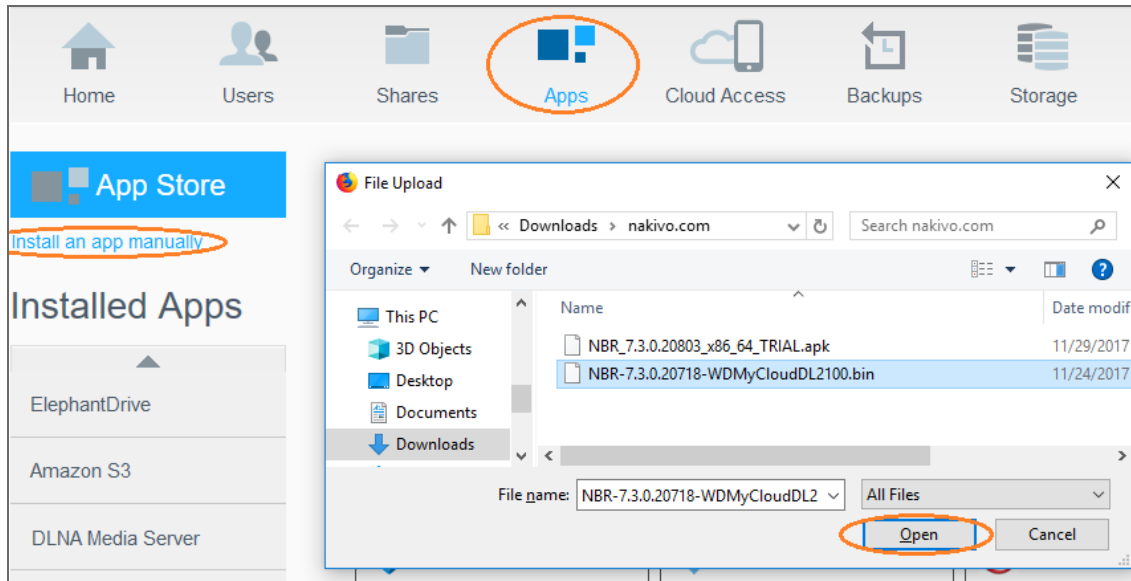 Home Users Shares Apps Cloud Access Backups Storage
App Store
Install an app manually
Installed Apps
ElephantDrive
Amazon S3
DLNA Media Server
File Upload
« Downloads › nakivo.com
Search nakivo.com
Organize New folder
This PC
3D Objects
Desktop
Documents
Downloads
Name Date modif
NBR_7.3.0.20803_x86_64_TRIAL.apk 11/29/2017
NBR-7.3.0.20718-WDMyCloudDL2100.bin 11/24/2017
File name: NBR-7.3.0.20718-WDMyCloudDL2 All Files
Open Cancel